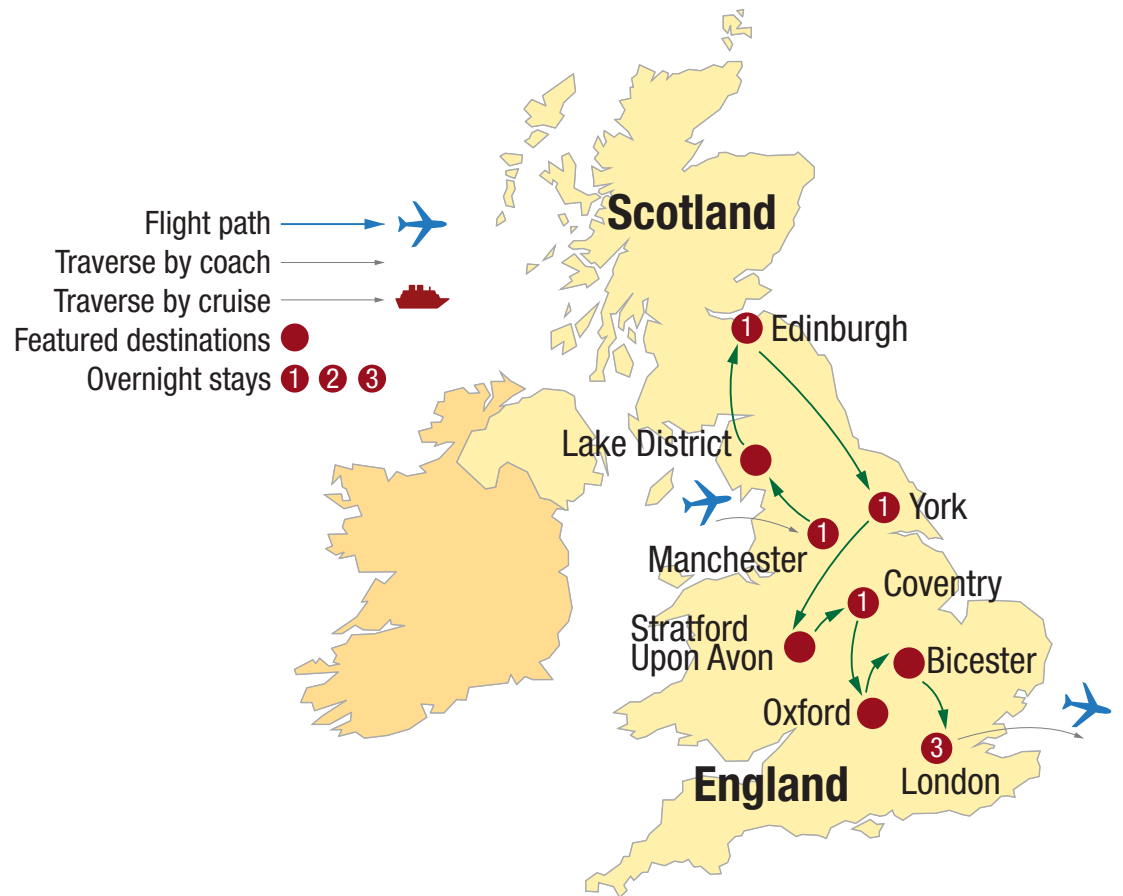 Scotland
Flight path
Traverse by coach
Traverse by cruise
Featured destinations
Overnight stays 1 2 3
1 Edinburgh
Lake District
1 York
1
Manchester
1 Coventry
Stratford
Upon Avon
Bicester
Oxford
3
London
England